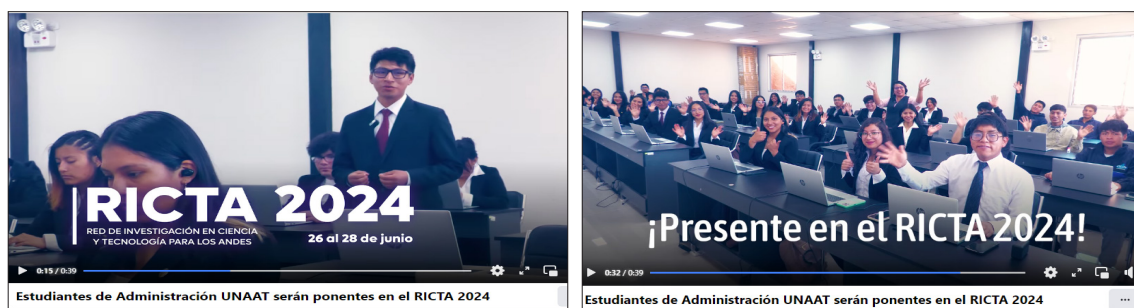 RICTA 2024
RED DE INVESTIGACIÓN EN CIENCIA
Y TECNOLOGÍA PARA LOS ANDES
26 al 28 de junio
0:15 / 0:39
Estudiantes de Administración UNAAT serán ponentes en el RICTA 2024
¡Presente en el RICTA 2024!
0:32 / 0:39
Estudiantes de Administración UNAAT serán ponentes en el RICTA 2024